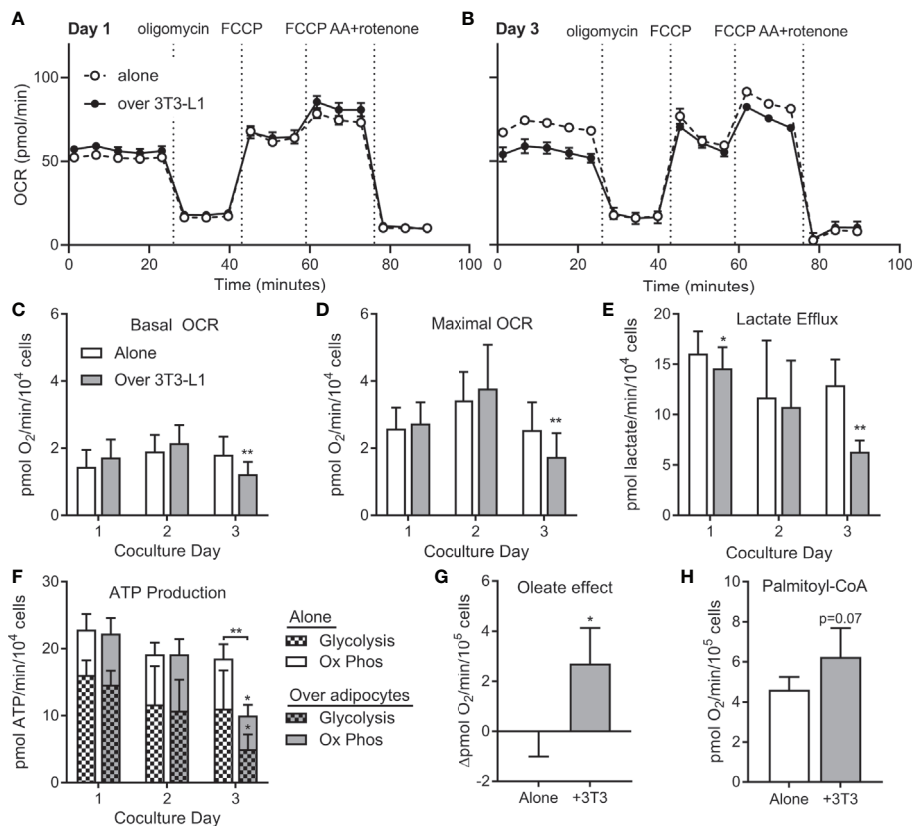 A
Day 1
oligomycin FCCP FCCP AA+rotenone
alone
over 3T3-L1
OCR (pmol/min)
100
50
0
0 20 40 60 80 100
Time (minutes)
B
Day 3
oligomycin FCCP FCCP AA+rotenone
0 20 40 60 80 100
Time (minutes)
C
Basal OCR
Alone
Over 3T3-L1
pmol O2/min/10^4 cells
6
4
2
0
**
1 2 3
Coculture Day
D
Maximal OCR
pmol O2/min/10^4 cells
6
4
2
0
**
1 2 3
Coculture Day
E
Lactate Efflux
pmol lactate/min/10^4 cells
20
15
10
5
0
*
**
1 2 3
Coculture Day
F
ATP Production
pmol ATP/min/10^4 cells
30
20
10
0
**
*
*
1 2 3
Coculture Day
Alone
Glycolysis
Ox Phos
Over adipocytes
Glycolysis
Ox Phos
G
Oleate effect
Δpmol O2/min/10^5 cells
6
4
2
0
-2
*
Alone +3T3
H
Palmitoyl-CoA
pmol O2/min/10^5 cells
10
8
6
4
2
0
p=0.07
Alone +3T3